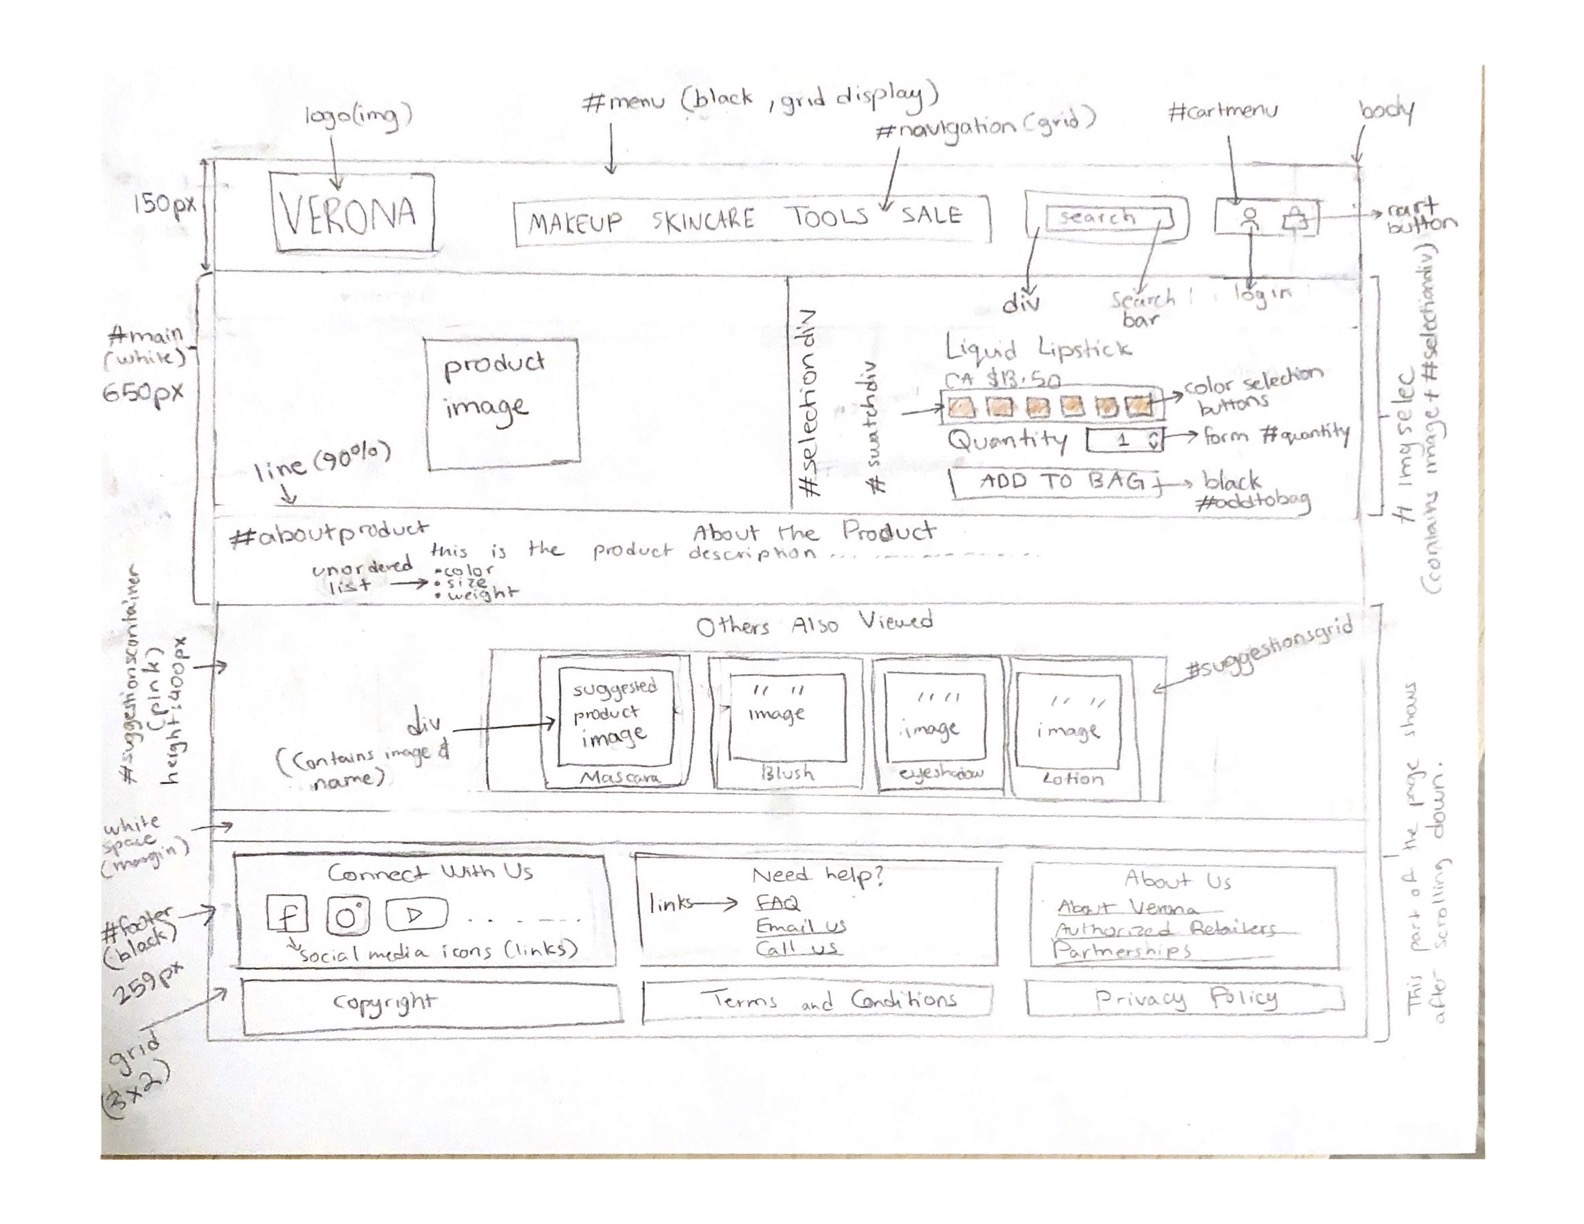 logo(img)
#menu (black, grid display)
#navigation(grid)
#cartmenu
body
150px
VERONA
MAKEUP SKINCARE TOOLS SALE
search
cart
button
div
search
bar
login
#main
(white)
650px
product
image
line (90%)
#selectiondiv
#swatchdiv
Liquid Lipstick
CA $13.50
color selection
buttons
Quantity 1
form #quantity
ADD TO BAG
black
#addtobag
#imgselec
(contains image + #selectiondiv)
#aboutproduct
About the Product
this is the product description
unordered
list
• color
• size
• weight
#suggestionscontainer
(pink)
height: 400px
Others Also Viewed
#suggestionsgrid
div
(contains image &
name)
suggested
product
image
Mascara
" " image
Blush
" " image
eyeshadow
" " image
Lotion
This part of the page shows
after scrolling down.
white
space
(margin)
#footer
(black)
259px
grid
(3x2)
Connect With Us
f
social media icons (links)
Need help?
links
FAQ
Email us
Call us
About Us
About Verona
Authorized Retailers
Partnerships
Copyright
Terms and Conditions
Privacy Policy